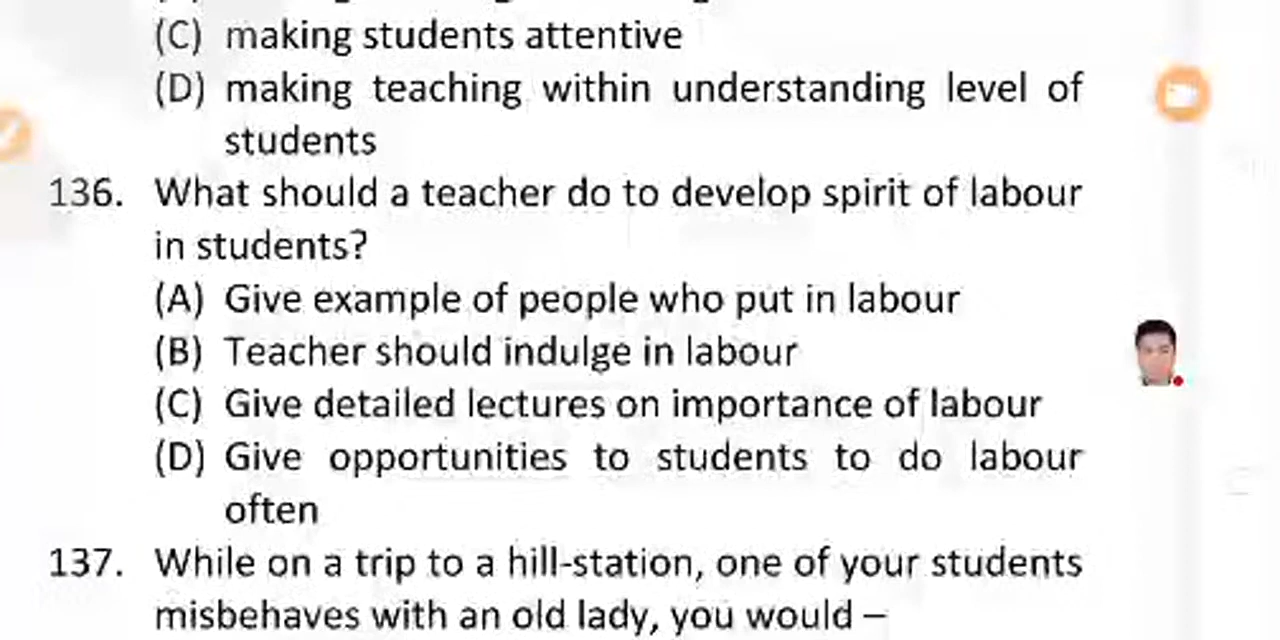 (C) making students attentive
(D) making teaching within understanding level of
students
136. What should a teacher do to develop spirit of labour
in students?
(A) Give example of people who put in labour
(B) Teacher should indulge in labour
(C) Give detailed lectures on importance of labour
(D) Give opportunities to students to do labour
often
137. While on a trip to a hill-station, one of your students
misbehaves with an old lady, you would –